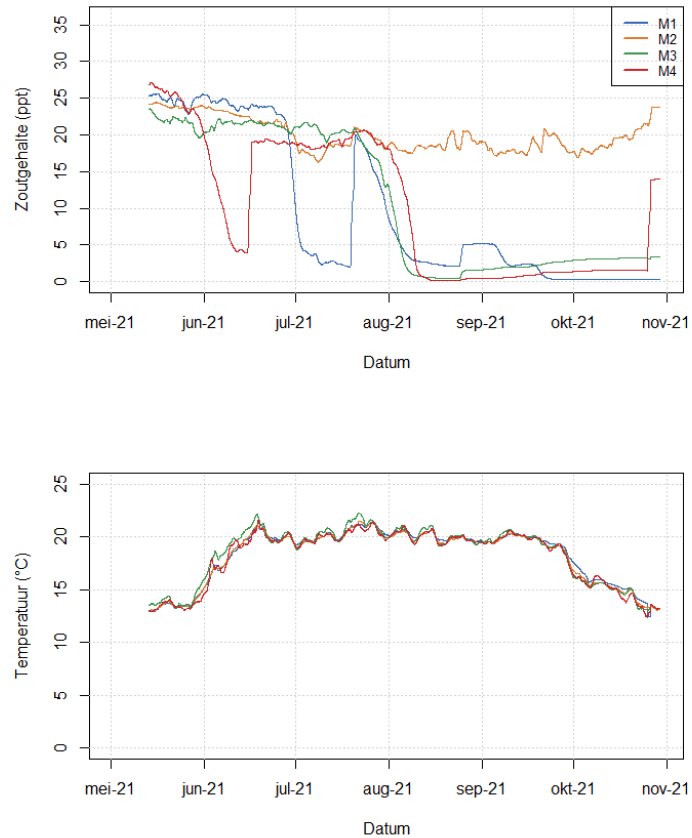 35
30
25
20
15
10
5
0
Zoutgehalte (ppt)
M1
M2
M3
M4
mei-21 jun-21 jul-21 aug-21 sep-21 okt-21 nov-21
Datum
25
20
15
10
5
0
Temperatuur (°C)
mei-21 jun-21 jul-21 aug-21 sep-21 okt-21 nov-21
Datum